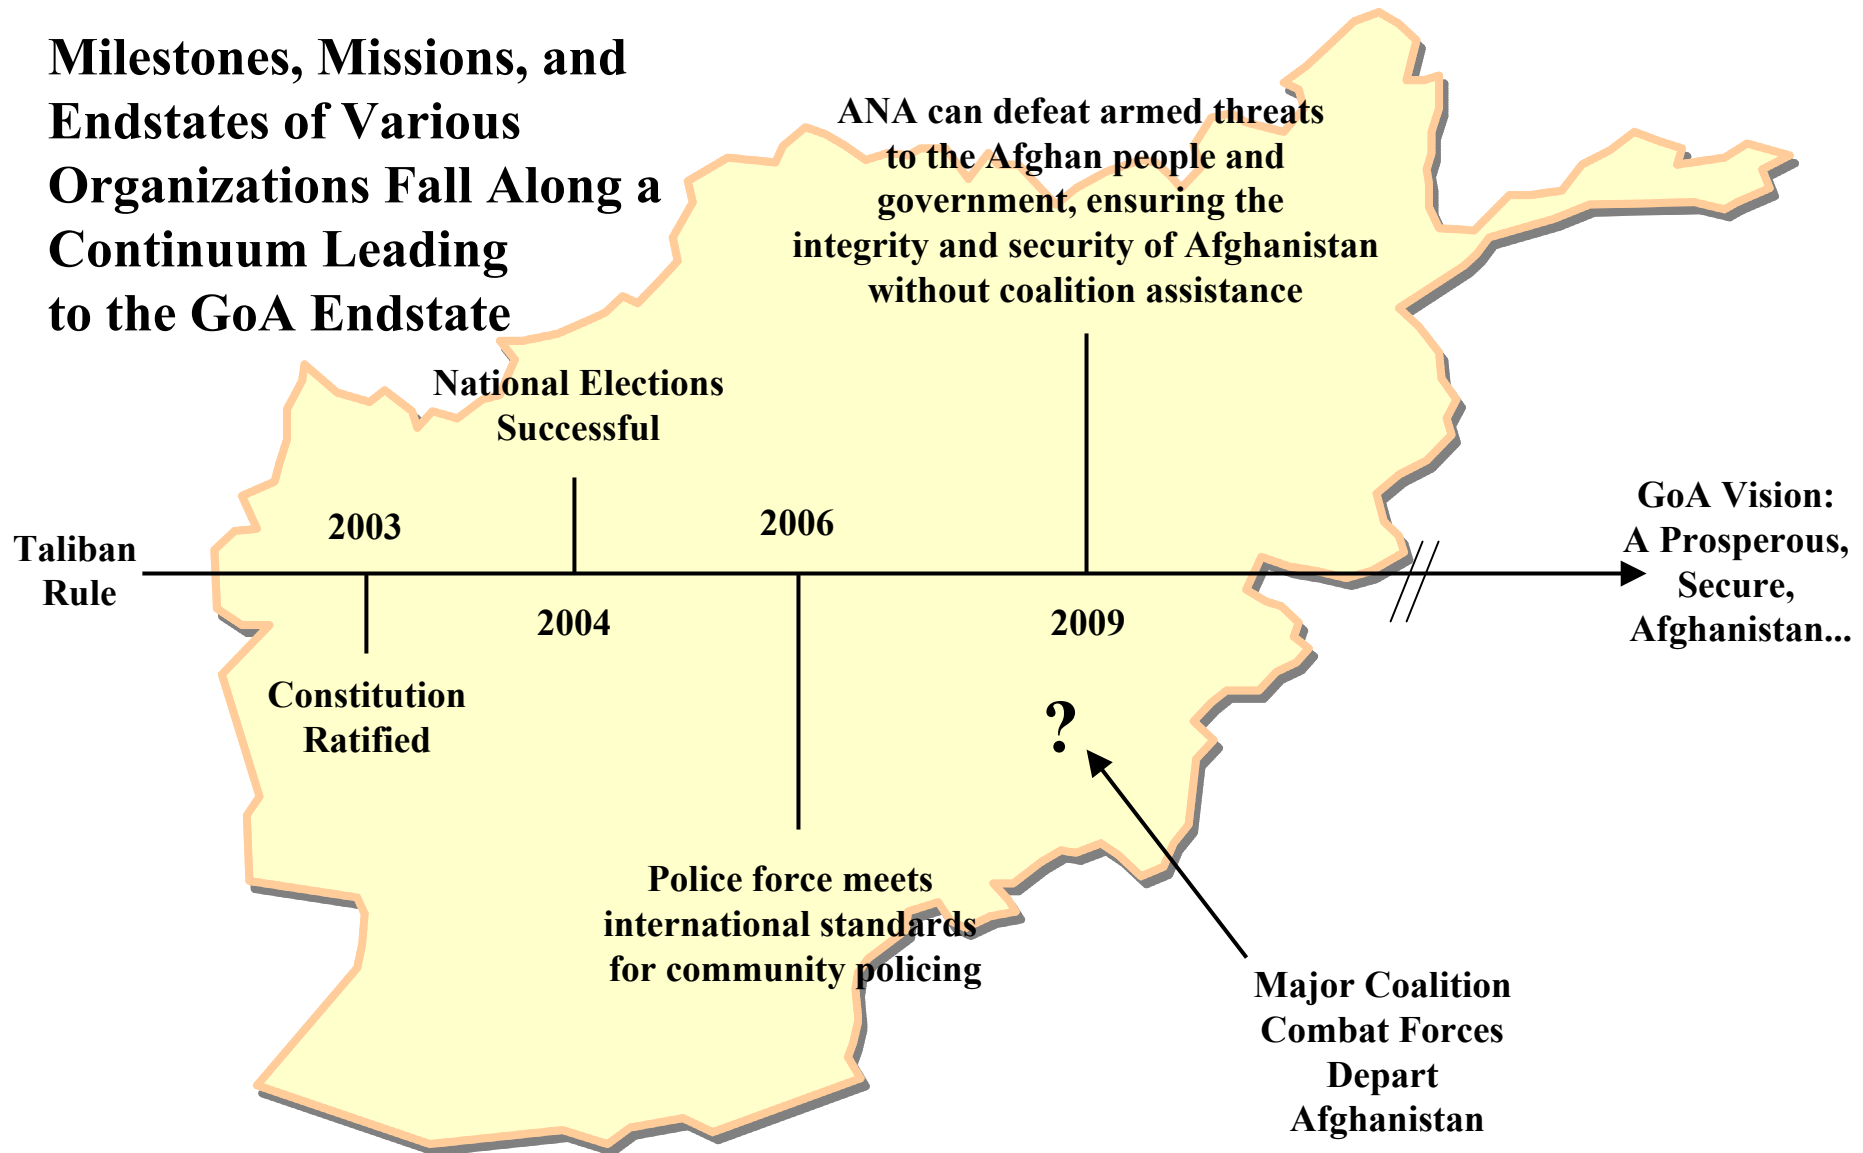 Milestones, Missions, and
Endstates of Various
Organizations Fall Along a
Continuum Leading
to the GoA Endstate
ANA can defeat armed threats
to the Afghan people and
government, ensuring the
integrity and security of Afghanistan
without coalition assistance
National Elections
Successful
2003
2006
Taliban
Rule
GoA Vision:
A Prosperous,
Secure,
Afghanistan...
2004
2009
Constitution
Ratified
?
Police force meets
international standards
for community policing
Major Coalition
Combat Forces
Depart
Afghanistan